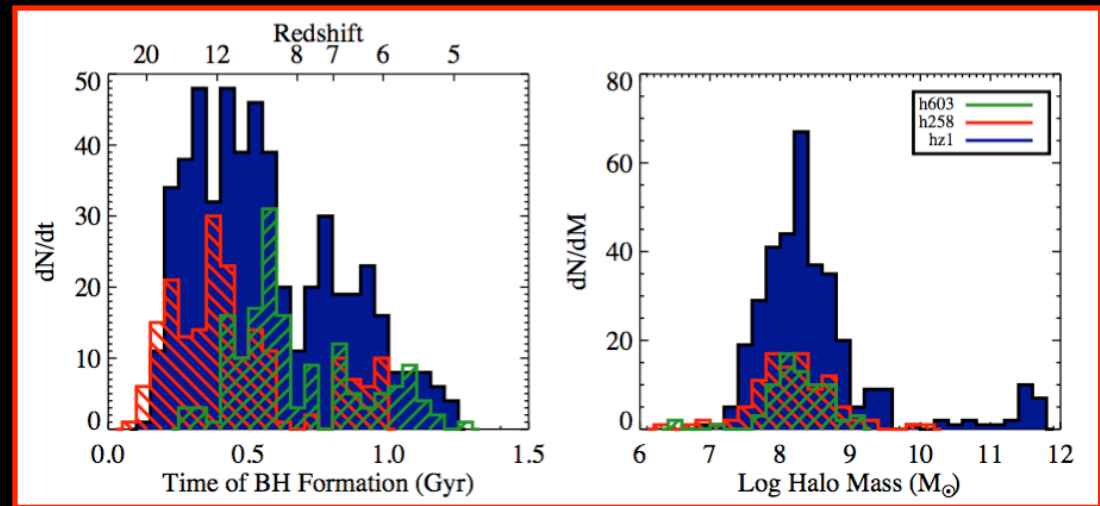 Redshift
20 12 8 7 6 5
50
40
30
20
10
0
dN/dt
0.0 0.5 1.0 1.5
Time of BH Formation (Gyr)
80
60
40
20
0
dN/dM
h603
h258
hz1
6 7 8 9 10 11 12
Log Halo Mass (M☉)